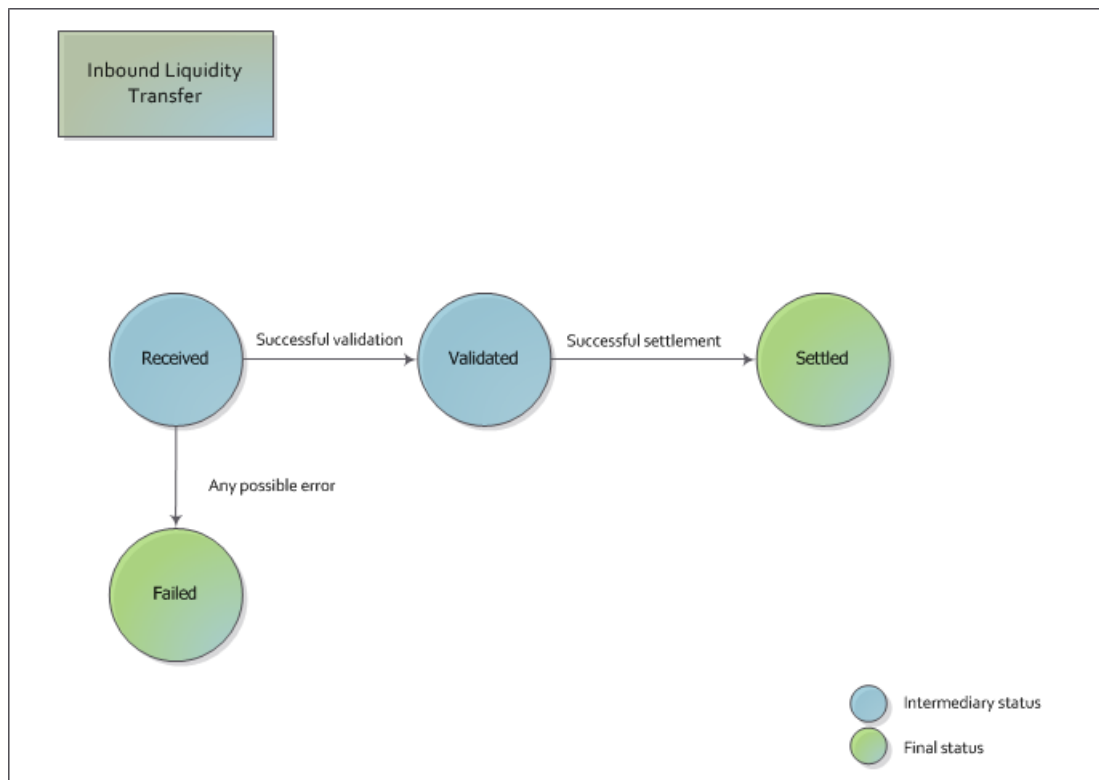 Inbound Liquidity
Transfer
Received
Successful validation
Validated
Successful settlement
Settled
Any possible error
Failed
Intermediary status
Final status